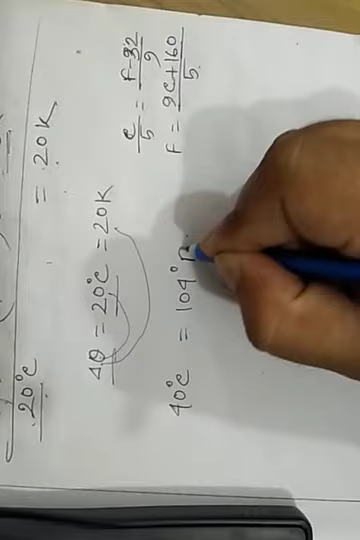 20°C = 20K
Δθ = 20°C = 20K
C/5 = F-32/9
40°C = 104°F
F = 9C+160/5